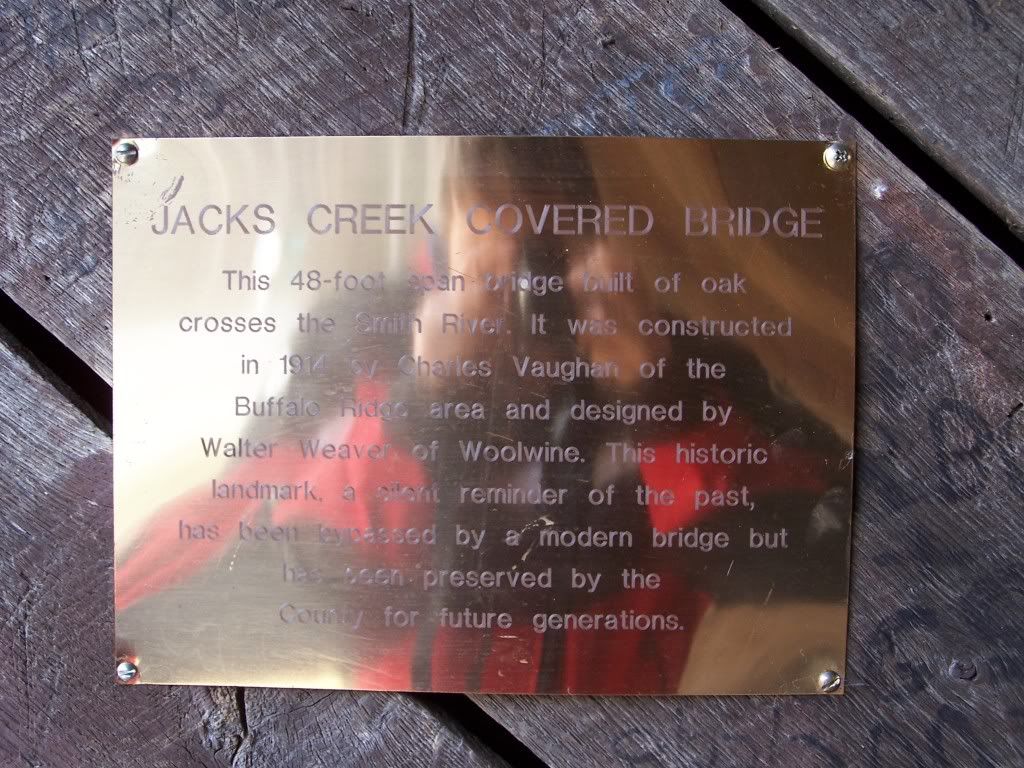 JACKS CREEK COVERED BRIDGE
This 48-foot span bridge built of oak
crosses the Smith River. It was constructed
in 1914 by Charles Vaughan of the
Buffalo Ridge area and designed by
Walter Weaver of Woolwine. This historic
landmark, a silent reminder of the past,
has been bypassed by a modern bridge but
has been preserved by the
County for future generations.